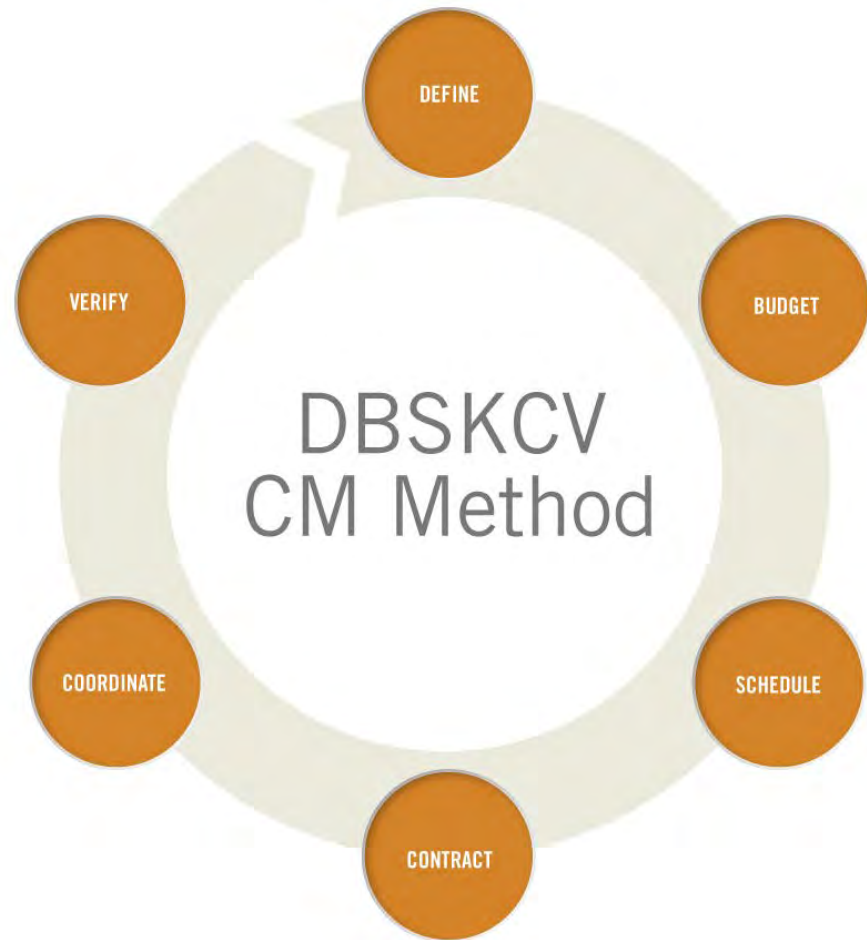 DEFINE
BUDGET
SCHEDULE
CONTRACT
COORDINATE
VERIFY
DBSKCV
CM Method